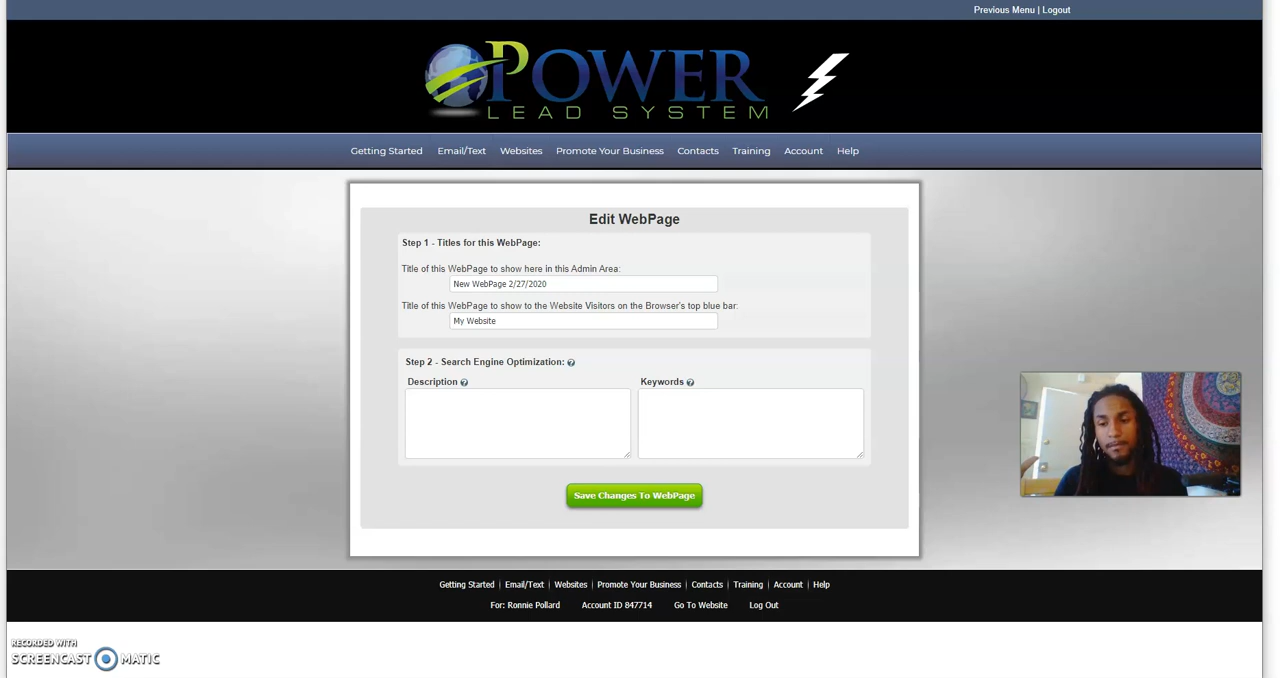 Previous Menu | Logout
POWER
LEAD SYSTEM
Getting Started Email/Text Websites Promote Your Business Contacts Training Account Help
Edit WebPage
Step 1 - Titles for this WebPage:
Title of this WebPage to show here in this Admin Area:
New WebPage 2/27/2020
Title of this WebPage to show to the Website Visitors on the Browser's top blue bar:
My Website
Step 2 - Search Engine Optimization: ?
Description ? Keywords ?
Save Changes To WebPage
Getting Started | Email/Text | Websites | Promote Your Business | Contacts | Training | Account | Help
For: Ronnie Pollard Account ID 847714 Go To Website Log Out
RECORDED WITH
SCREENCAST MATIC